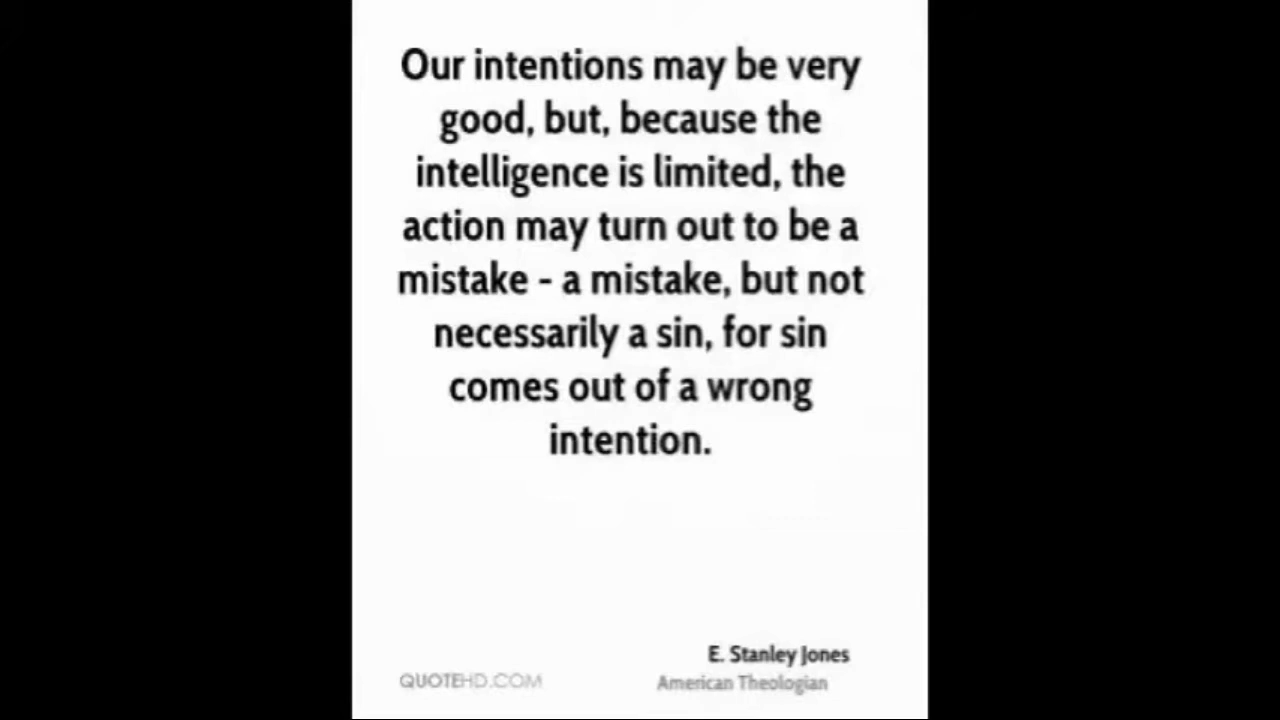 Our intentions may be very
good, but, because the
intelligence is limited, the
action may turn out to be a
mistake - a mistake, but not
necessarily a sin, for sin
comes out of a wrong
intention.
E. Stanley Jones
QUOTEHD.COM
American Theologian